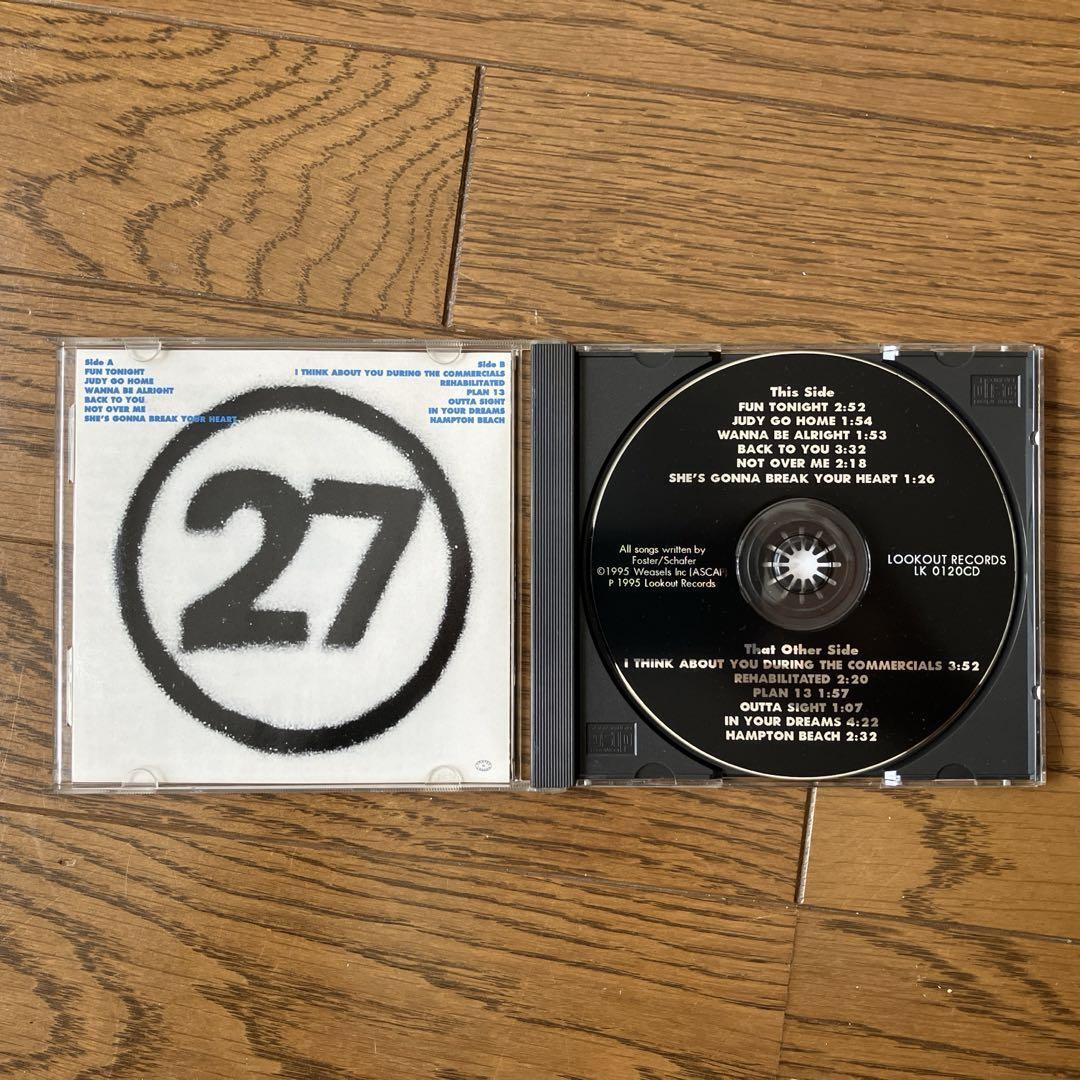 Side A
FUN TONIGHT
JUDY GO HOME
WANNA BE ALRIGHT
BACK TO YOU
NOT OVER ME
SHE'S GONNA BREAK YOUR HEART
Side B
I THINK ABOUT YOU DURING THE COMMERCIALS
REHABILITATED
PLAN 13
OUTTA SIGHT
IN YOUR DREAMS
HAMPTON BEACH
27
This Side
FUN TONIGHT 2:52
JUDY GO HOME 1:54
WANNA BE ALRIGHT 1:53
BACK TO YOU 3:32
NOT OVER ME 2:18
SHE'S GONNA BREAK YOUR HEART 1:26
All songs written by
Foster/Schafer
©1995 Weasels Inc (ASCAP)
P 1995 Lookout Records
LOOKOUT RECORDS
LK 0120CD
That Other Side
I THINK ABOUT YOU DURING THE COMMERCIALS 3:52
REHABILITATED 2:20
PLAN 13 1:57
OUTTA SIGHT 1:07
IN YOUR DREAMS 4:22
HAMPTON BEACH 2:32